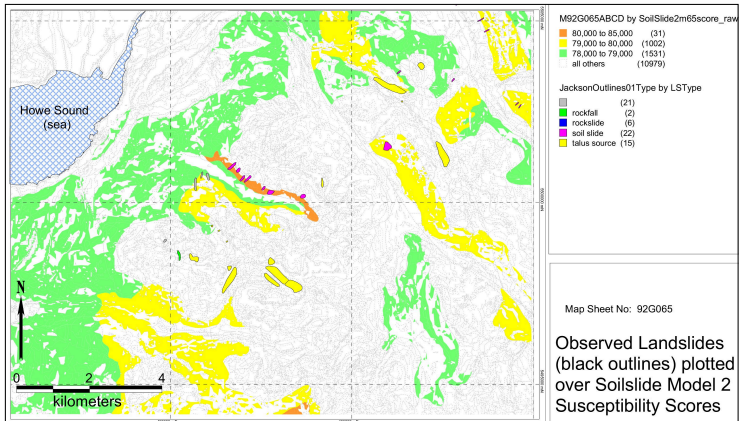 M92G065ABCD by SoilSlide2m65score_raw
80,000 to 85,000 (31)
79,000 to 80,000 (1002)
78,000 to 79,000 (1531)
all others (10979)
JacksonOutlines01Type by LSType
(21)
rockfall (2)
rockslide (6)
soil slide (22)
talus source (15)
Howe Sound
(sea)
N
0 2 4
kilometers
Map Sheet No: 92G065
Observed Landslides
(black outlines) plotted
over Soilslide Model 2
Susceptibility Scores